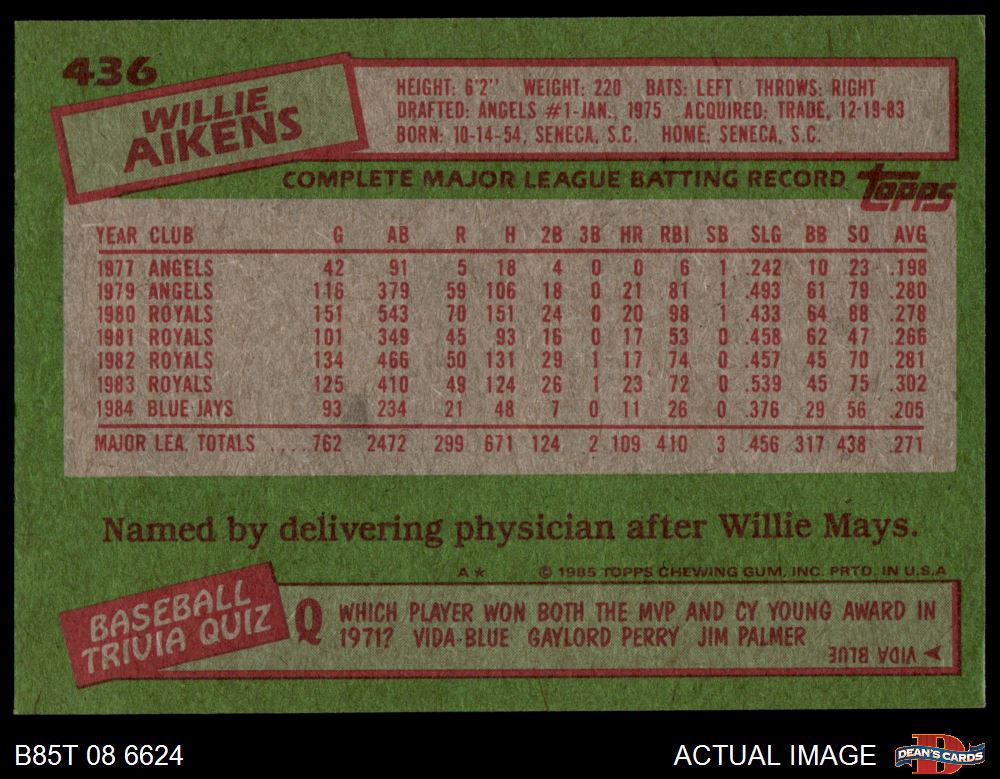 436
WILLIE
AIKENS
HEIGHT: 6'2" WEIGHT: 220 BATS: LEFT THROWS: RIGHT
DRAFTED: ANGELS #1-JAN., 1975 ACQUIRED: TRADE, 12-19-83
BORN: 10-14-54, SENECA, S.C. HOME: SENECA, S.C.
COMPLETE MAJOR LEAGUE BATTING RECORD
topps
YEAR CLUB G AB R H 2B 3B HR RBI SB SLG BB SO AVG
1977 ANGELS 42 91 5 18 4 0 0 6 1 .242 10 23 .198
1979 ANGELS 116 379 59 106 18 0 21 81 1 .493 61 79 .280
1980 ROYALS 151 543 70 151 24 0 20 98 1 .433 64 88 .278
1981 ROYALS 101 349 45 93 16 0 17 53 0 .458 62 47 .266
1982 ROYALS 134 466 50 131 29 1 17 74 0 .457 45 70 .281
1983 ROYALS 125 410 49 124 26 1 23 72 0 .539 45 75 .302
1984 BLUE JAYS 93 234 21 48 7 0 11 26 0 .376 29 56 .205
MAJOR LEA. TOTALS .... 762 2472 299 671 124 2 109 410 3 .456 317 438 .271
Named by delivering physician after Willie Mays.
A* © 1985 TOPPS CHEWING GUM, INC. PRTD. IN U.S.A
BASEBALL
TRIVIA QUIZ
Q WHICH PLAYER WON BOTH THE MVP AND CY YOUNG AWARD IN
1971? VIDA-BLUE GAYLORD PERRY JIM PALMER
VIDA BLUE
B85T 08 6624
ACTUAL IMAGE
DEAN'S CARDS